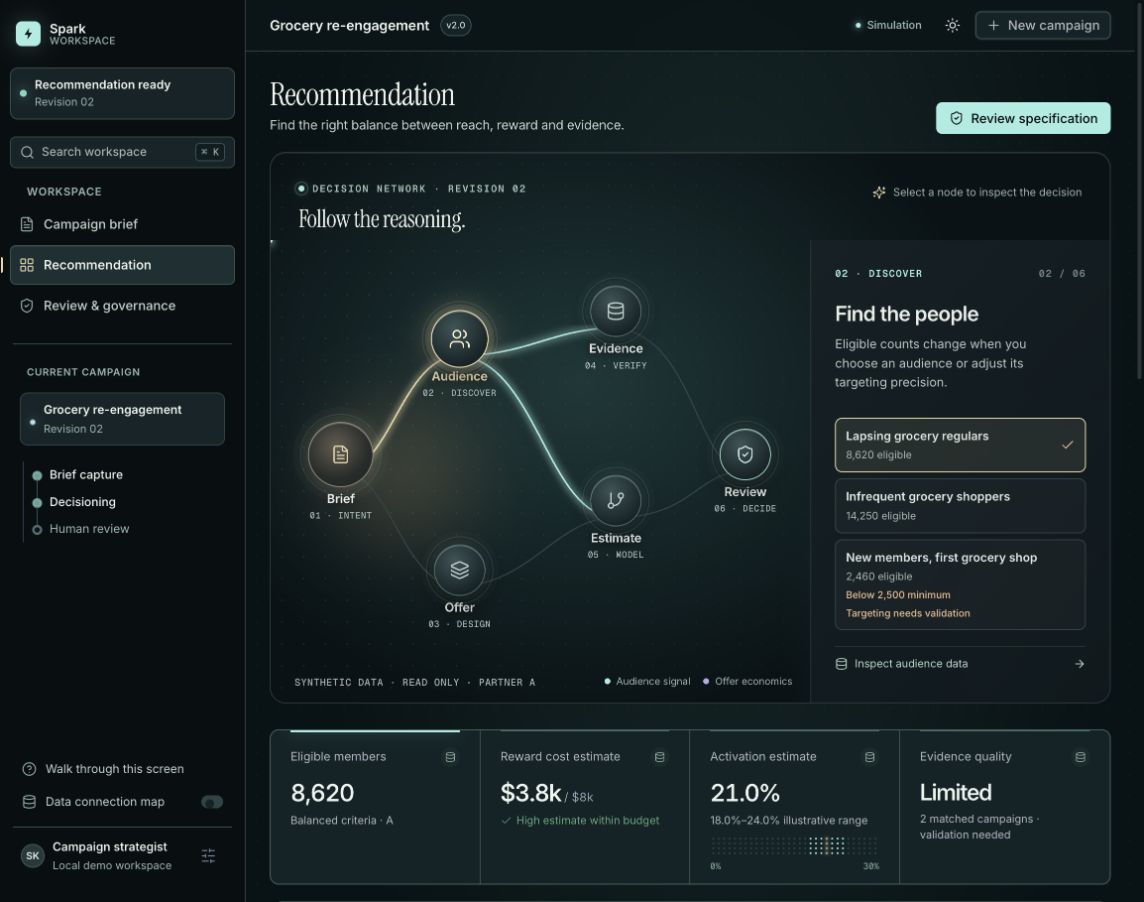 Spark
WORKSPACE
Recommendation ready
Revision 02
Search workspace
⌘ K
WORKSPACE
Campaign brief
Recommendation
Review & governance
CURRENT CAMPAIGN
Grocery re-engagement
Revision 02
Brief capture
Decisioning
Human review
Walk through this screen
Data connection map
SK
Campaign strategist
Local demo workspace
Grocery re-engagement
v2.0
Simulation
New campaign
Recommendation
Find the right balance between reach, reward and evidence.
Review specification
DECISION NETWORK · REVISION 02
Follow the reasoning.
Select a node to inspect the decision
Audience
02 · DISCOVER
Evidence
04 · VERIFY
Brief
01 · INTENT
Review
06 · DECIDE
Estimate
05 · MODEL
Offer
03 · DESIGN
SYNTHETIC DATA · READ ONLY · PARTNER A
Audience signal
Offer economics
02 · DISCOVER
02 / 06
Find the people
Eligible counts change when you
choose an audience or adjust its
targeting precision.
Lapsing grocery regulars
8,620 eligible
Infrequent grocery shoppers
14,250 eligible
New members, first grocery shop
2,460 eligible
Below 2,500 minimum
Targeting needs validation
Inspect audience data
Eligible members
8,620
Balanced criteria · A
Reward cost estimate
$3.8k / $8k
High estimate within budget
Activation estimate
21.0%
18.0%–24.0% illustrative range
0%
30%
Evidence quality
Limited
2 matched campaigns ·
validation needed